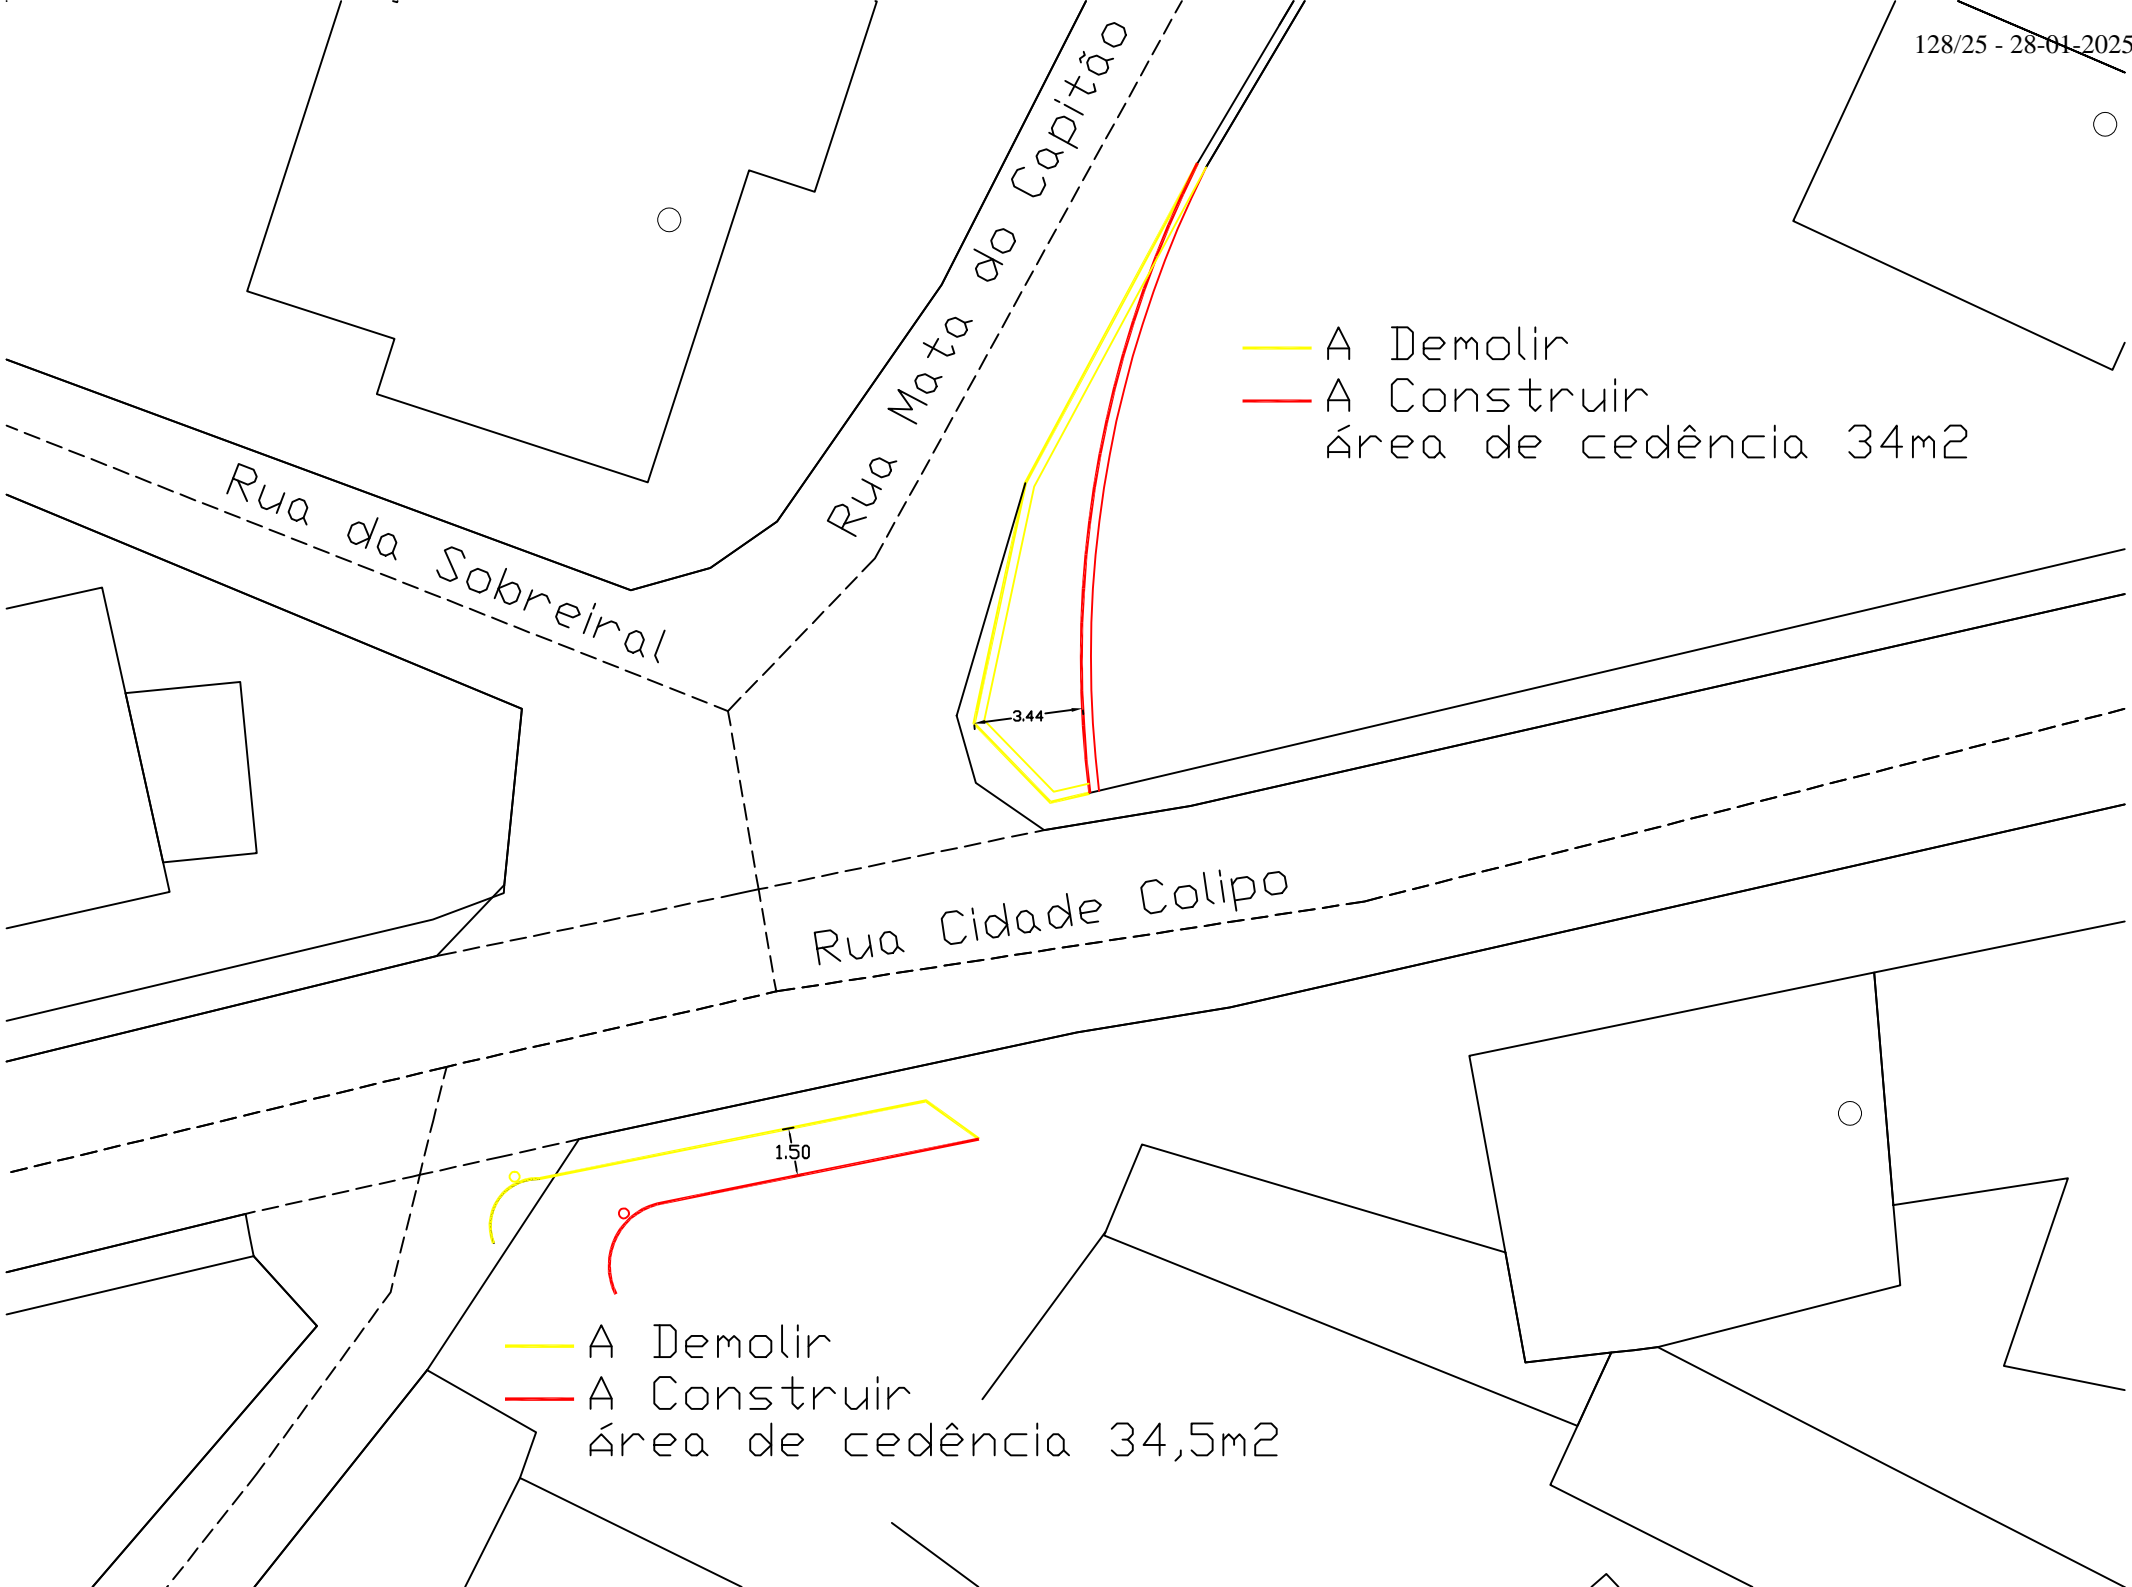 128/25 - 28-01-2025
Rua Mata do Capitão
A Demolir
A Construir
área de cedência 34m2
Rua da Sobreiral
3.44
Rua Cidade Colipo
1.50
A Demolir
A Construir
área de cedência 34,5m2